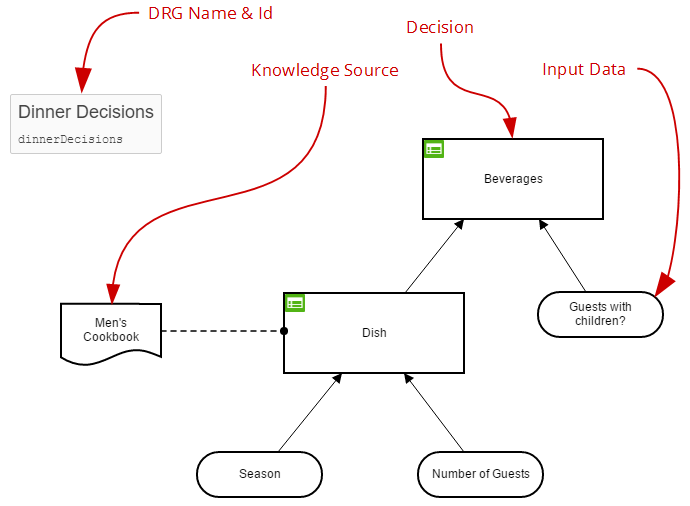 DRG Name & Id
Decision
Knowledge Source
Input Data
Dinner Decisions
dinnerDecisions
Beverages
Guests with
children?
Men's
Cookbook
Dish
Season
Number of Guests